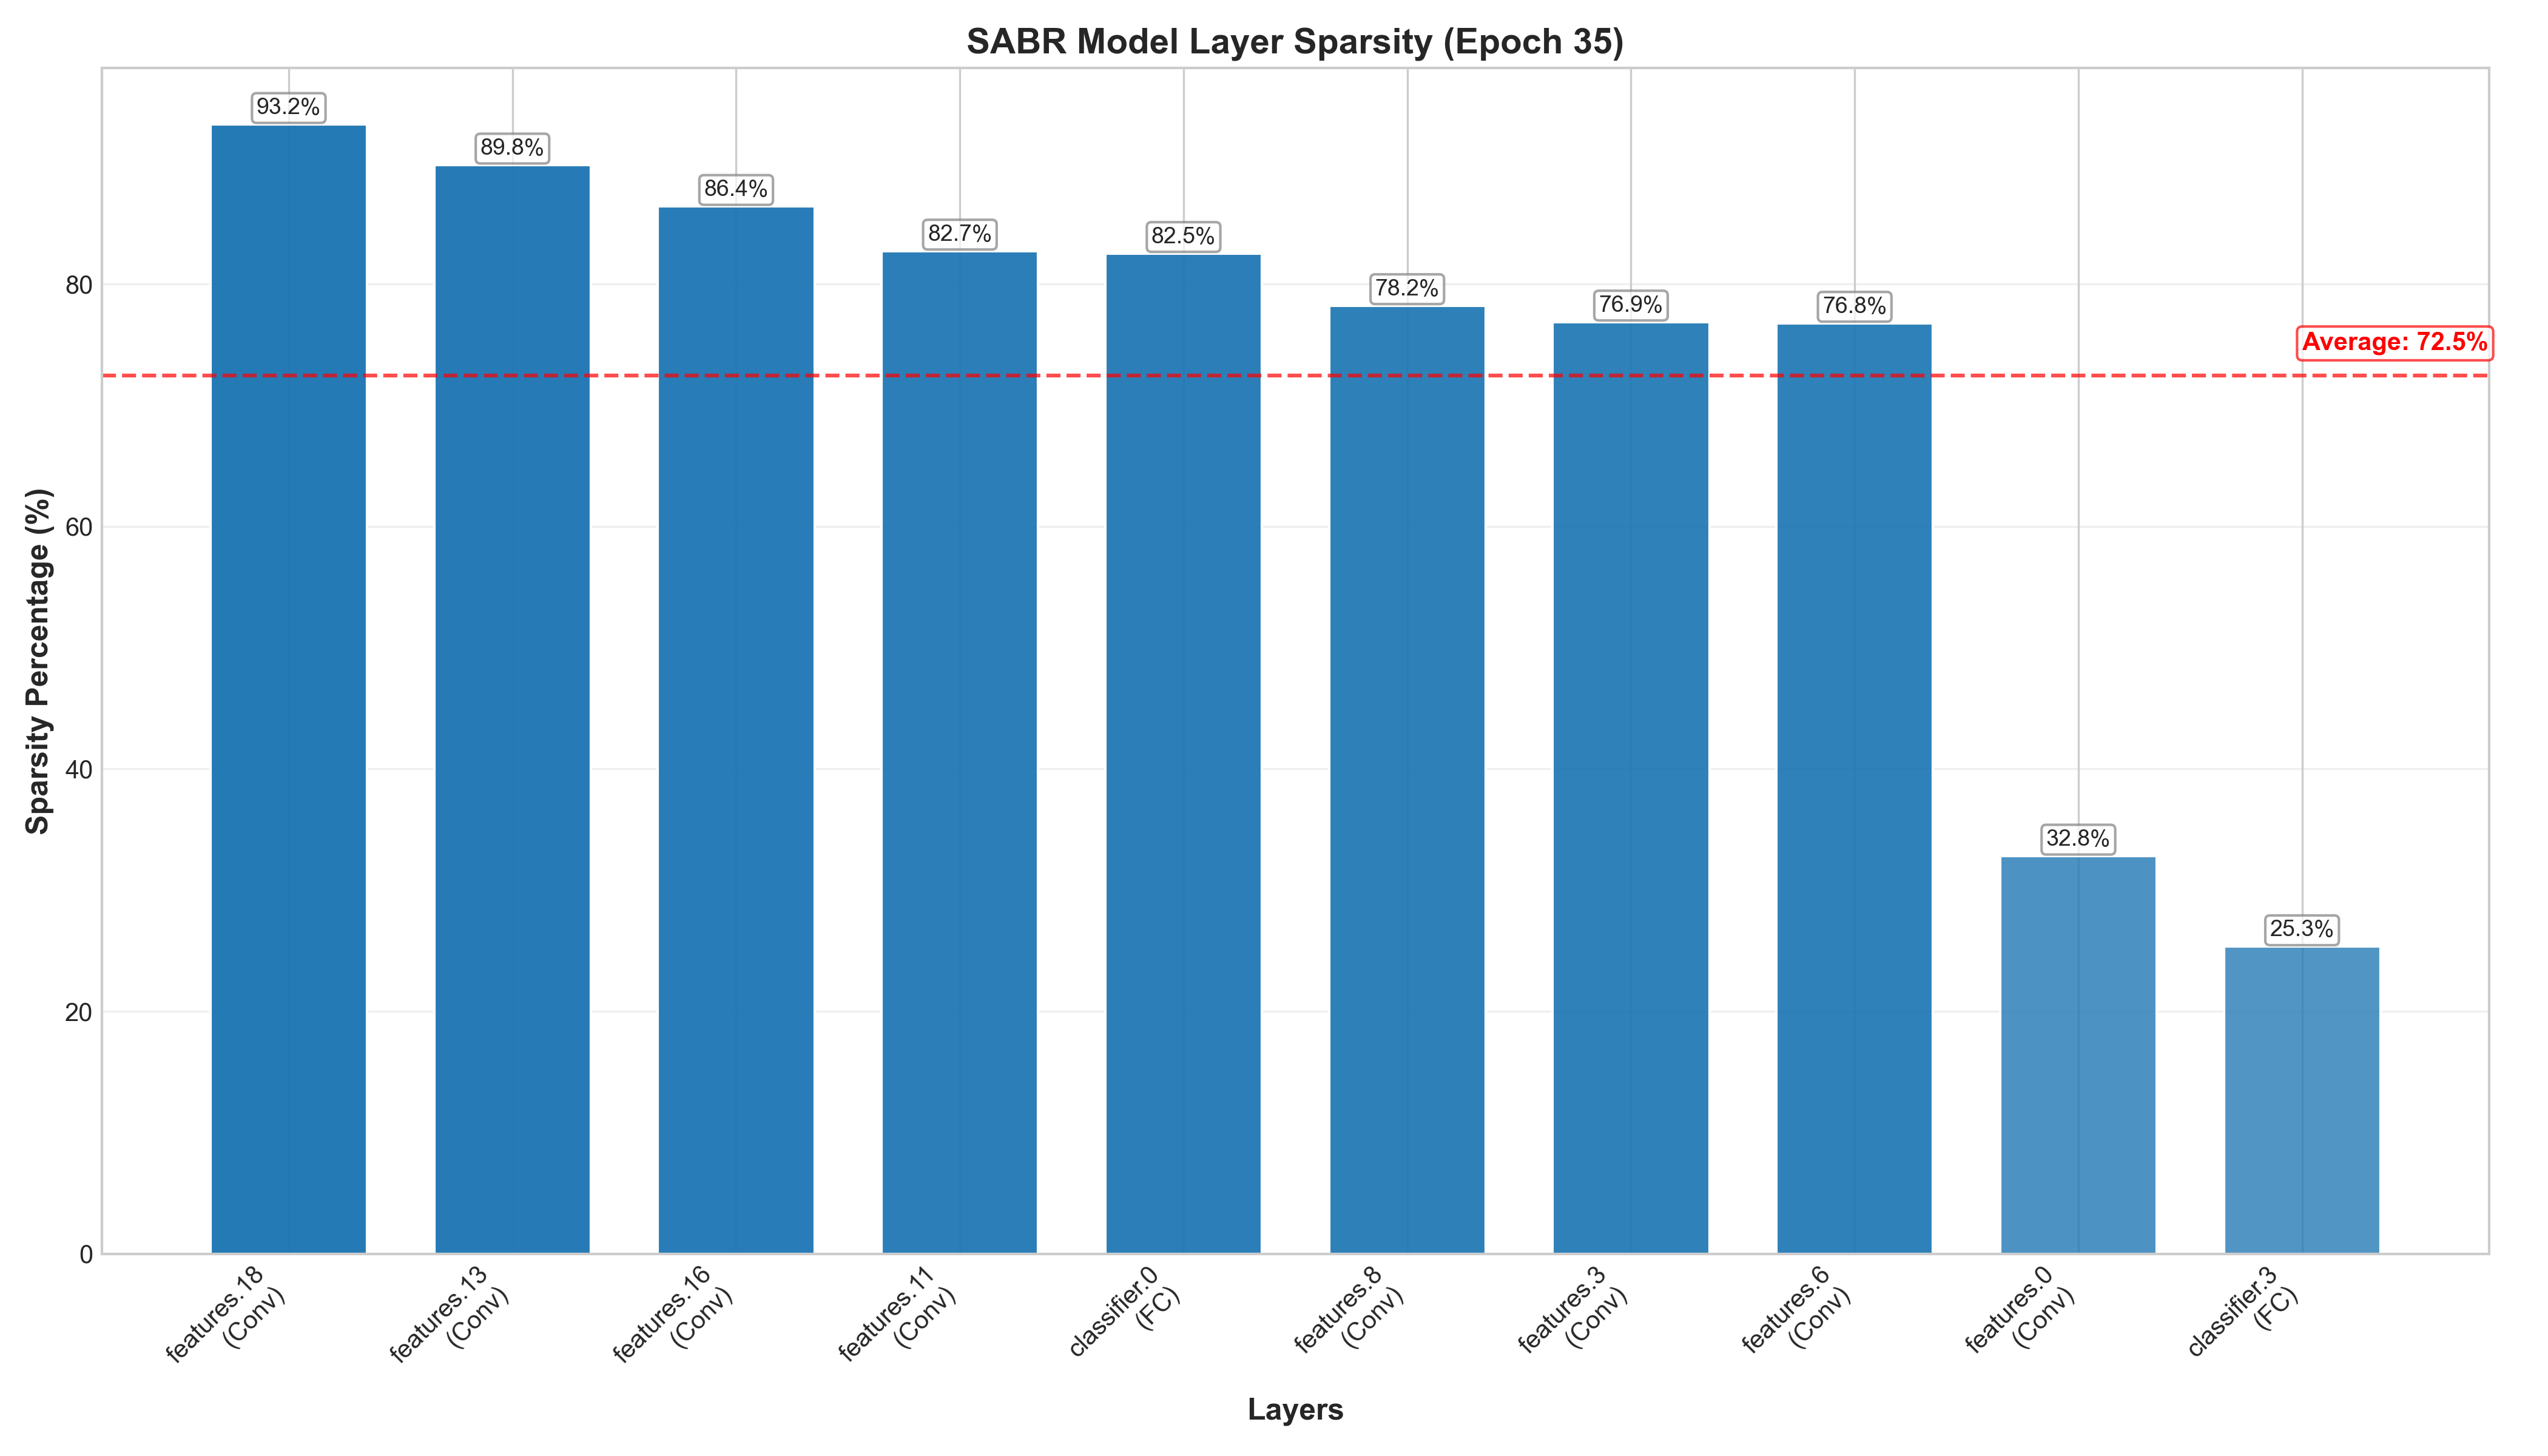 SABR Model Layer Sparsity (Epoch 35)
Sparsity Percentage (%)
80
60
40
20
0
93.2%
89.8%
86.4%
82.7%
82.5%
78.2%
76.9%
76.8%
32.8%
25.3%
Average: 72.5%
features.18
(Conv)
features.13
(Conv)
features.16
(Conv)
features.11
(Conv)
classifier.0
(FC)
features.8
(Conv)
features.3
(Conv)
features.6
(Conv)
features.0
(Conv)
classifier.3
(FC)
Layers